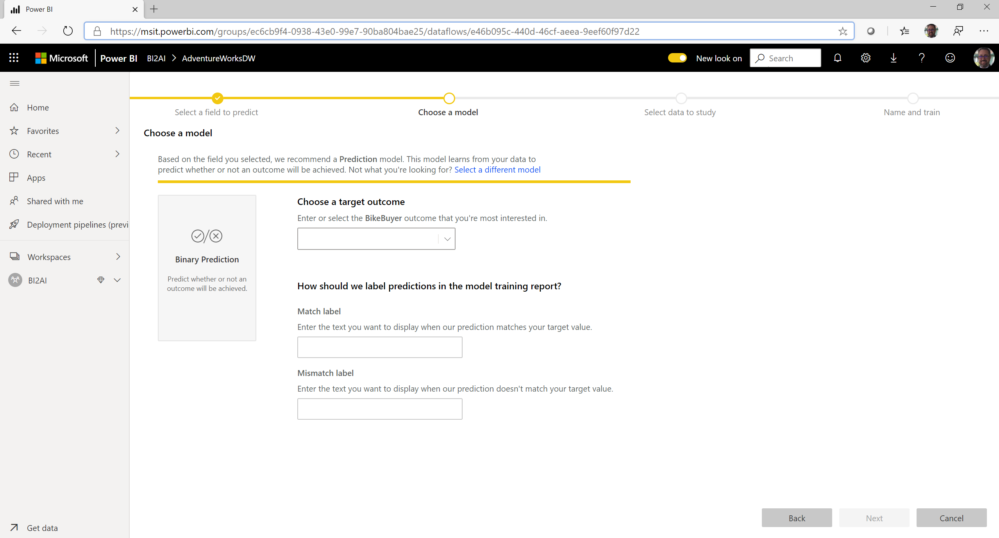 Power BI
https://msit.powerbi.com/groups/ec6cb9f4-0938-43e0-99e7-90ba804bae25/dataflows/e46b095c-440d-46cf-aeea-9eef60f97d22
Microsoft Power BI BI2AI > AdventureWorksDW New look on Search
Home
Favorites
Recent
Apps
Shared with me
Deployment pipelines (previ
Workspaces
BI2AI
Get data
Select a field to predict Choose a model Select data to study Name and train
Choose a model
Based on the field you selected, we recommend a Prediction model. This model learns from your data to
predict whether or not an outcome will be achieved. Not what you're looking for? Select a different model
Binary Prediction
Predict whether or not an
outcome will be achieved.
Choose a target outcome
Enter or select the BikeBuyer outcome that you're most interested in.
How should we label predictions in the model training report?
Match label
Enter the text you want to display when our prediction matches your target value.
Mismatch label
Enter the text you want to display when our prediction doesn't match your target value.
Back Next Cancel